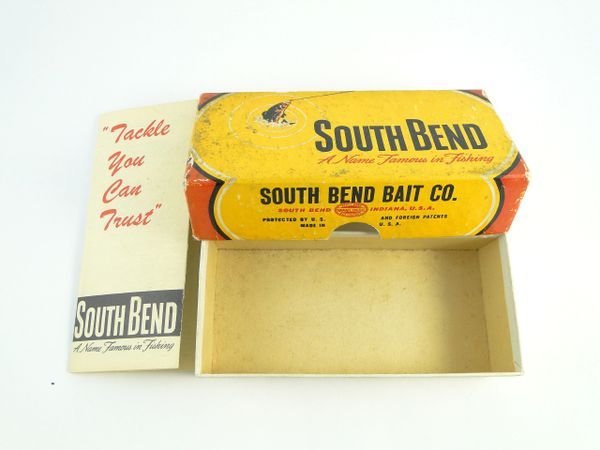 "Tackle
You
Can
Trust"
SOUTH BEND
A Name Famous in Fishing
SOUTH BEND
A Name Famous in Fishing
SOUTH BEND BAIT CO.
SOUTH BEND INDIANA, U.S.A.
PROTECTED BY U. S. AND FOREIGN PATENTS
MADE IN U. S. A.